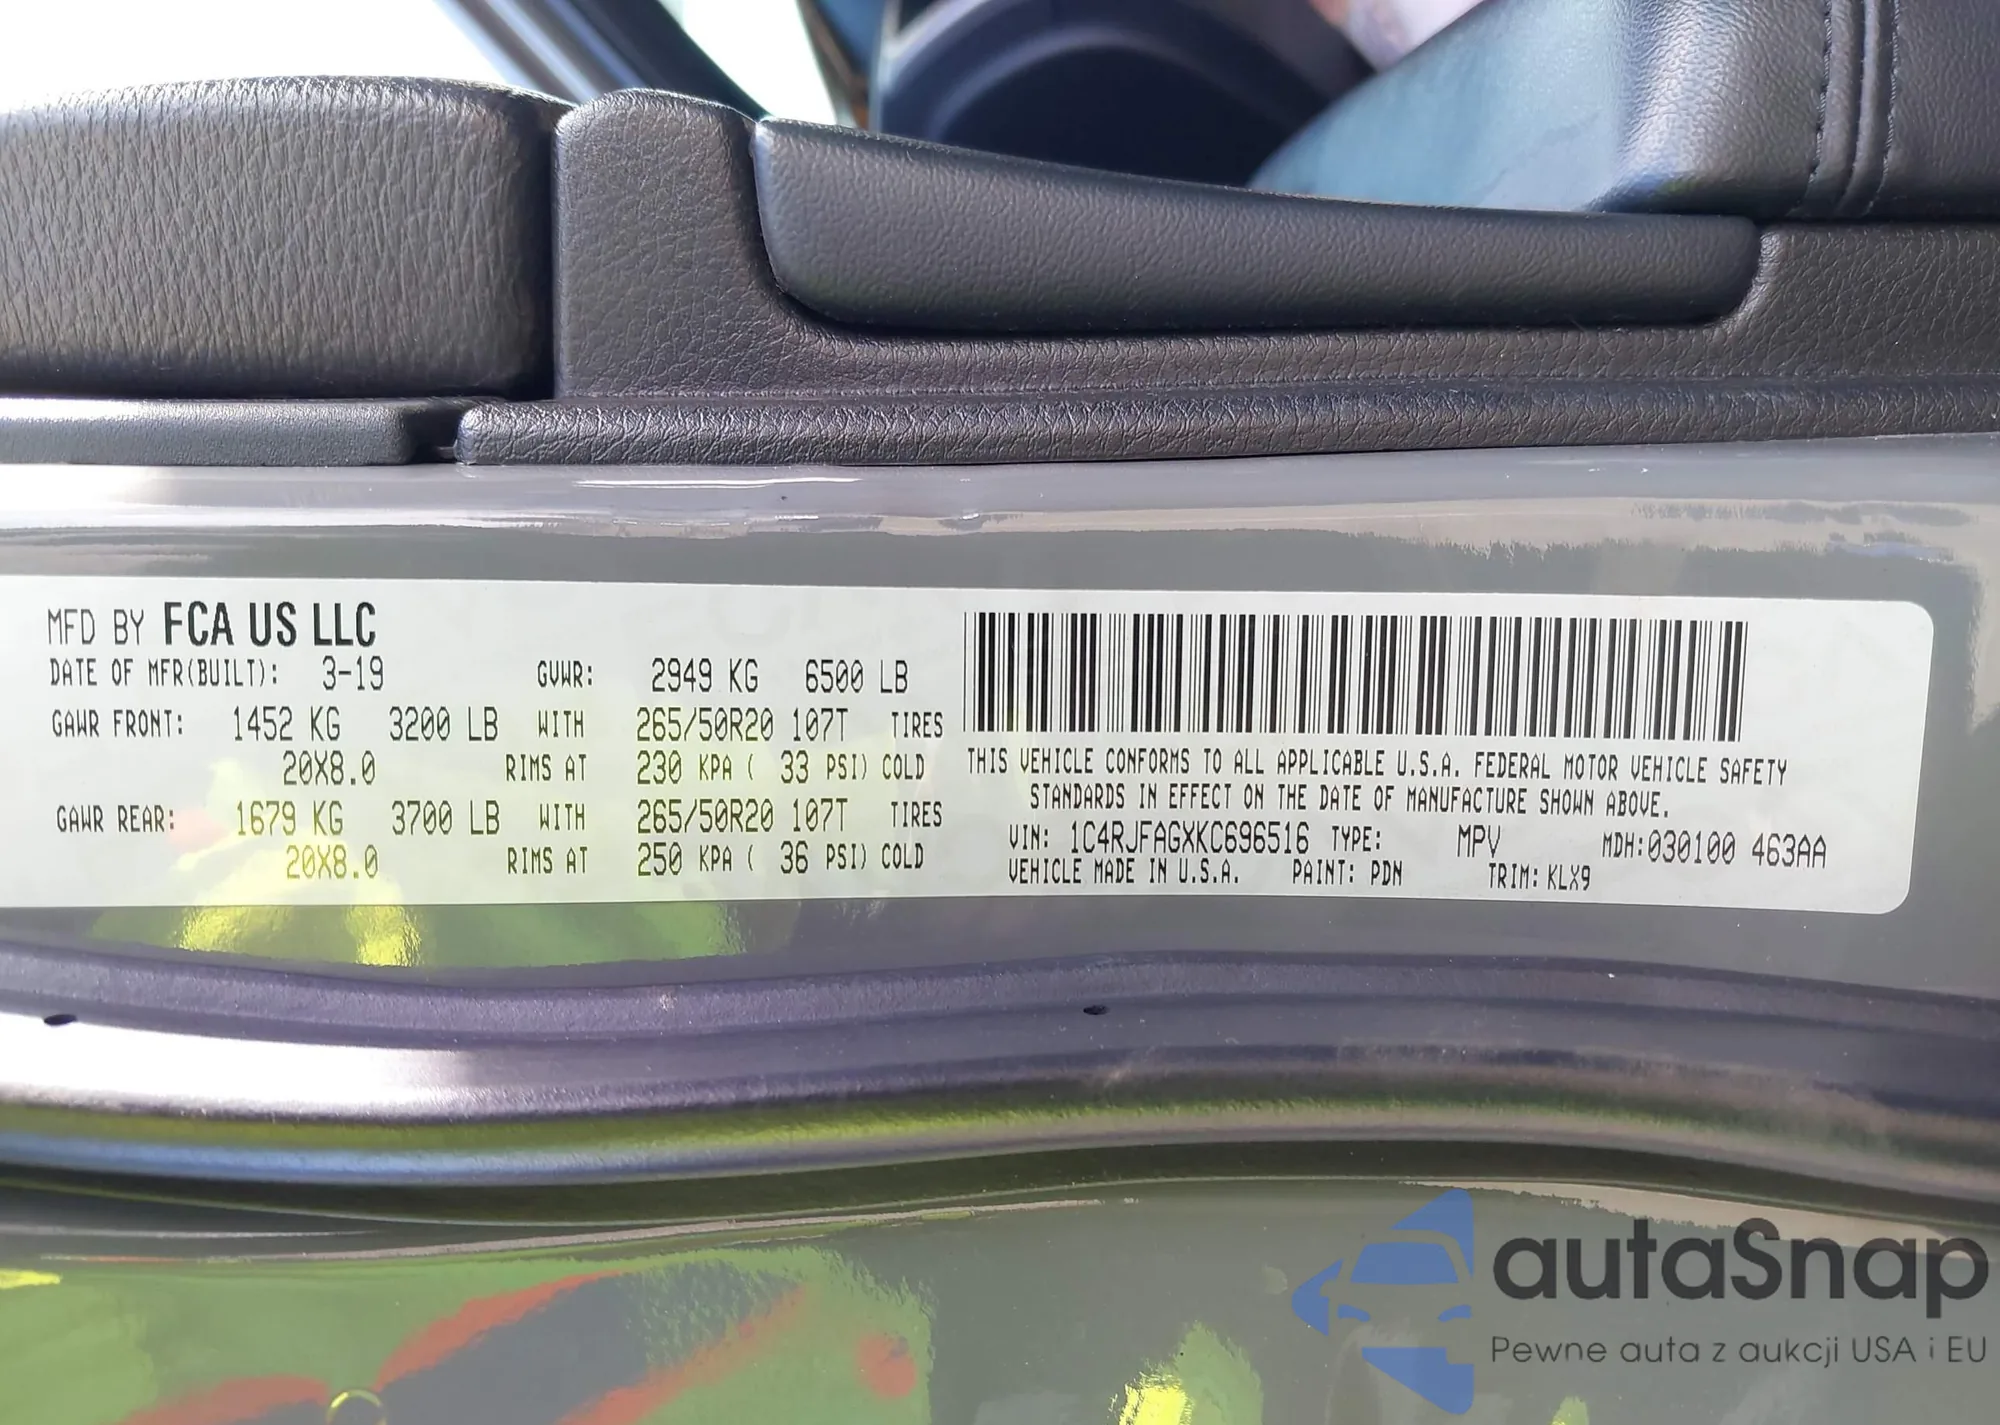 MFD BY FCA US LLC
DATE OF MFR(BUILT): 3-19 GVWR: 2949 KG 6500 LB
GAWR FRONT: 1452 KG 3200 LB WITH 265/50R20 107T TIRES
20X8.0 RIMS AT 230 KPA ( 33 PSI) COLD
GAWR REAR: 1679 KG 3700 LB WITH 265/50R20 107T TIRES
20X8.0 RIMS AT 250 KPA ( 36 PSI) COLD
THIS VEHICLE CONFORMS TO ALL APPLICABLE U.S.A. FEDERAL MOTOR VEHICLE SAFETY
STANDARDS IN EFFECT ON THE DATE OF MANUFACTURE SHOWN ABOVE.
VIN: 1C4RJFAGXKC696516 TYPE: MPV MDH:030100 463AA
VEHICLE MADE IN U.S.A. PAINT: PDN TRIM: KLX9
autaSnap
Pewne auta z aukcji USA i EU